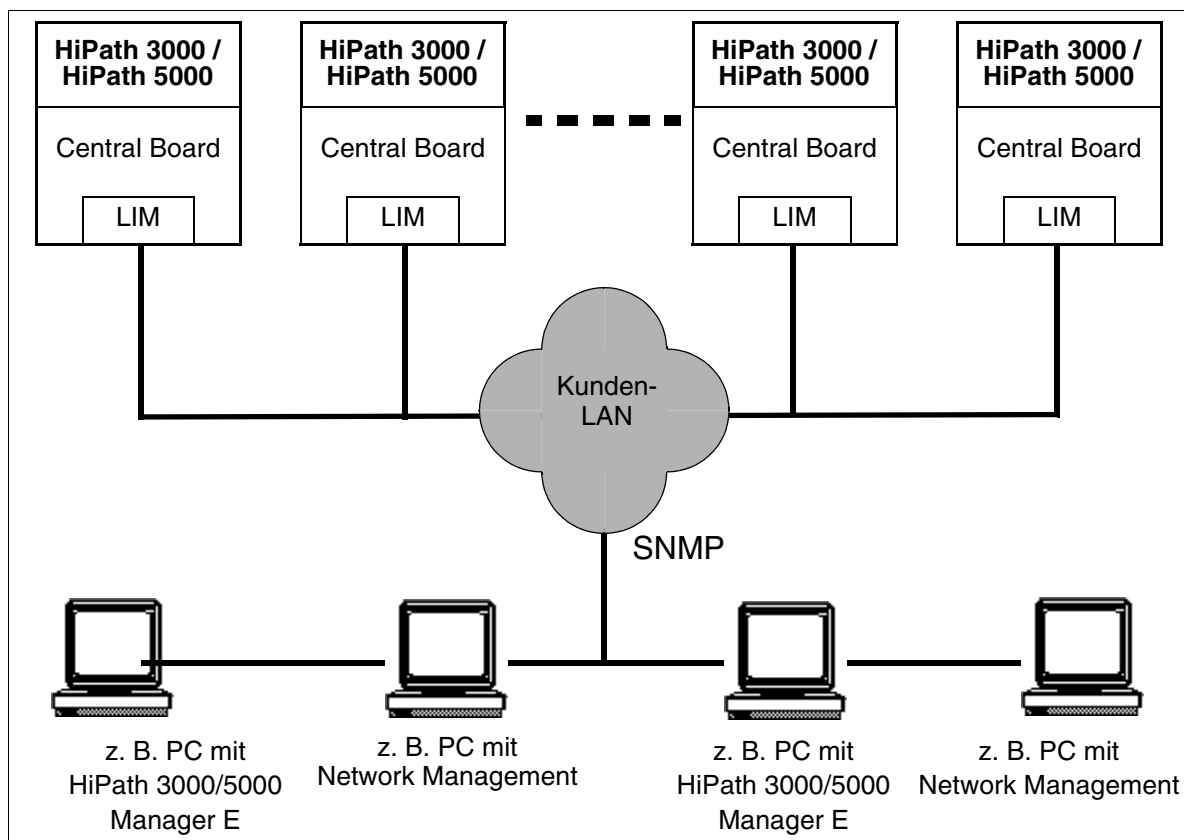 HiPath 3000 /
HiPath 5000
Central Board
LIM
HiPath 3000 /
HiPath 5000
Central Board
LIM
HiPath 3000 /
HiPath 5000
Central Board
LIM
HiPath 3000 /
HiPath 5000
Central Board
LIM
Kunden-
LAN
SNMP
z. B. PC mit
HiPath 3000/5000
Manager E
z. B. PC mit
Network Management
z. B. PC mit
HiPath 3000/5000
Manager E
z. B. PC mit
Network Management